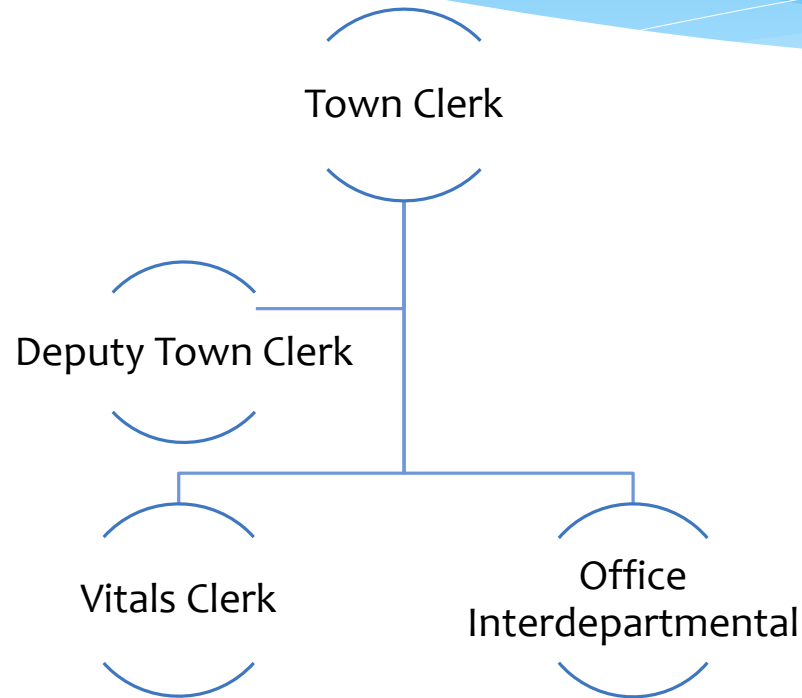 Town Clerk
Deputy Town Clerk
Vitals Clerk
Office
Interdepartmental